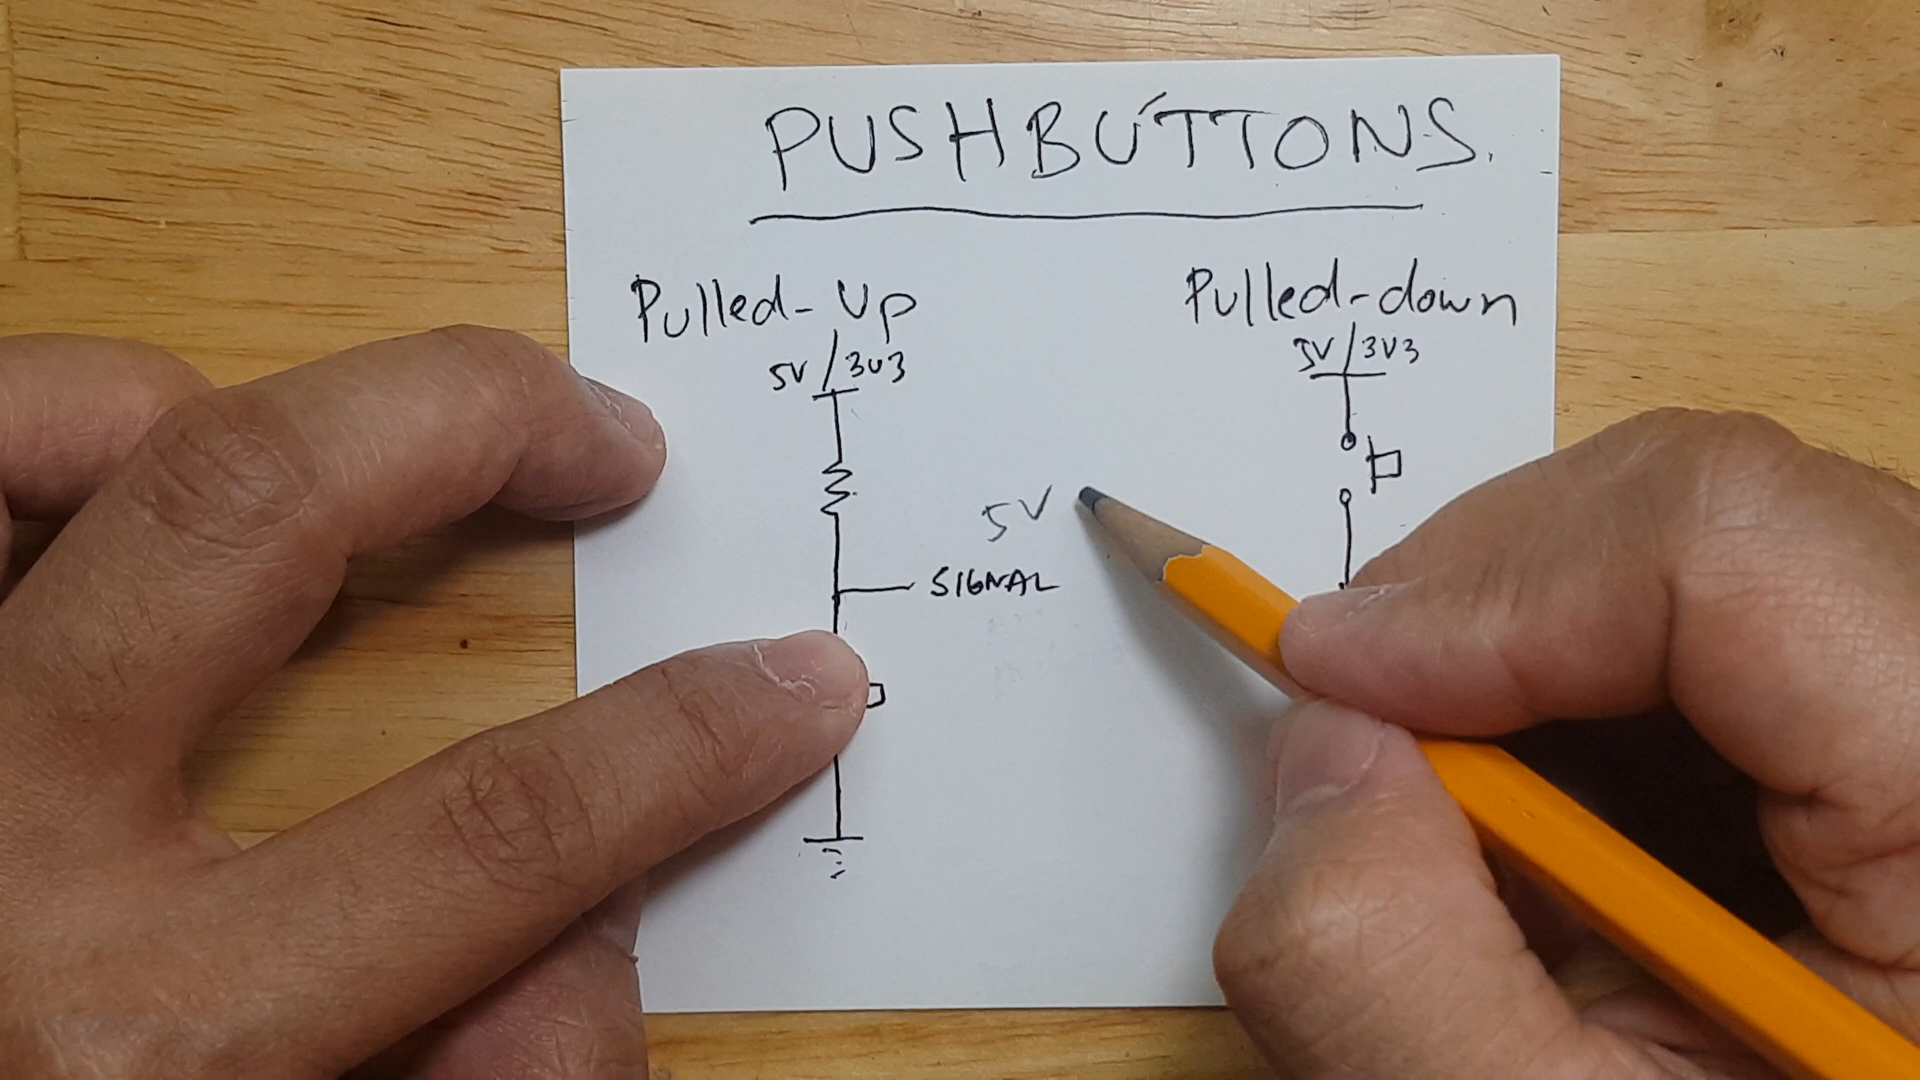 PUSHBUTTONS.
Pulled-Up
5V/3V3
5V
SIGNAL
Pulled-down
5V/3V3